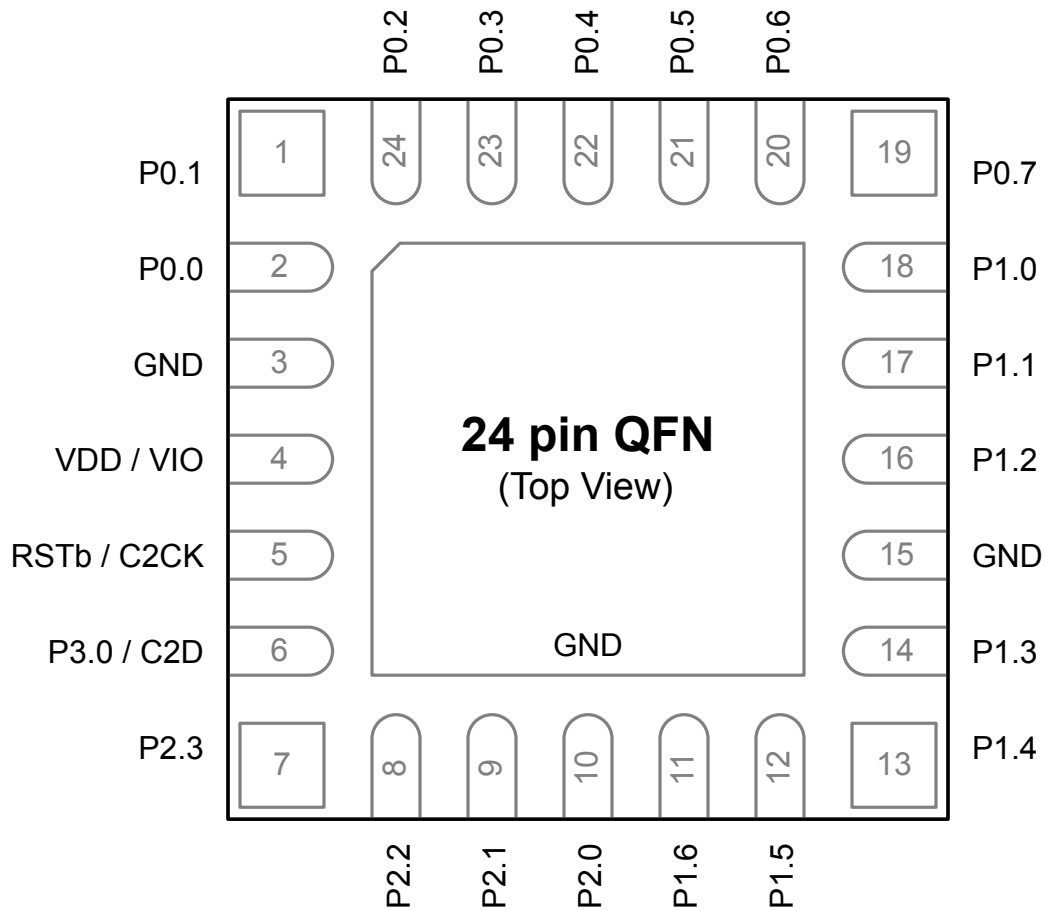 P0.2
P0.3
P0.4
P0.5
P0.6
24
23
22
21
20
1
19
P0.1
P0.7
P0.0
2
18
P1.0
GND
3
17
P1.1
VDD / VIO
4
16
P1.2
24 pin QFN
(Top View)
RSTb / C2CK
5
15
GND
P3.0 / C2D
6
14
P1.3
GND
P2.3
7
13
P1.4
8
9
10
11
12
P2.2
P2.1
P2.0
P1.6
P1.5